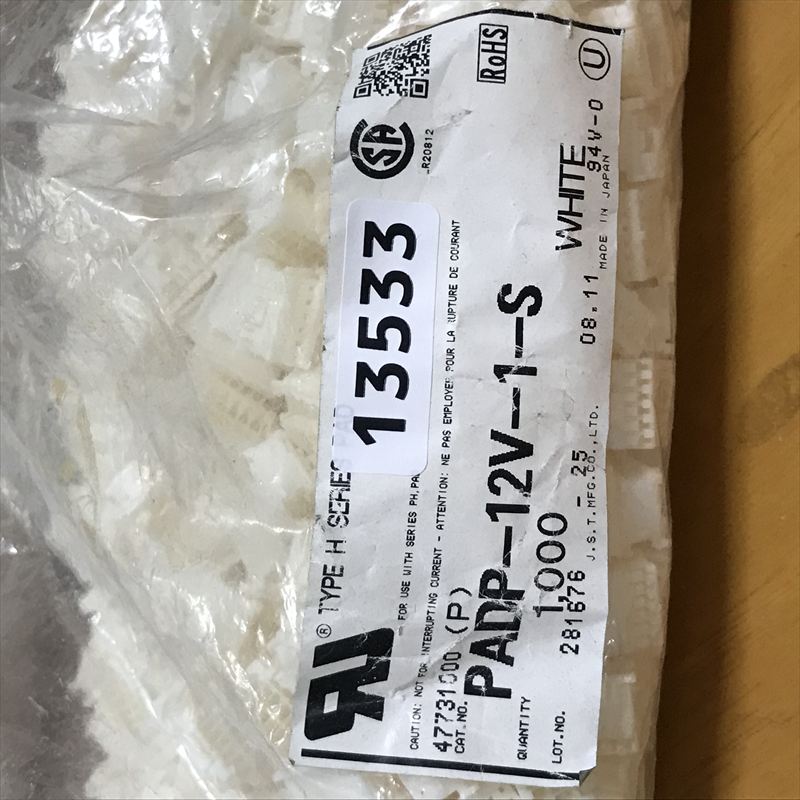 ® TYPE H SERIES PAD
13533
FOR USE WITH SERIES PH,PA
R20812
RoHS
CAUTION: NOT FOR INTERRUPTING CURRENT - ATTENTION: NE PAS EMPLOYER POUR LA RUPTURE DE COURANT
47731000 (P)
CAT.NO. PADP-12V-1-S WHITE
QUANTITY 1,000
94V-0
LOT.NO. 281676 - 25 08.11 MADE IN JAPAN
J.S.T.MFG.CO.,LTD.